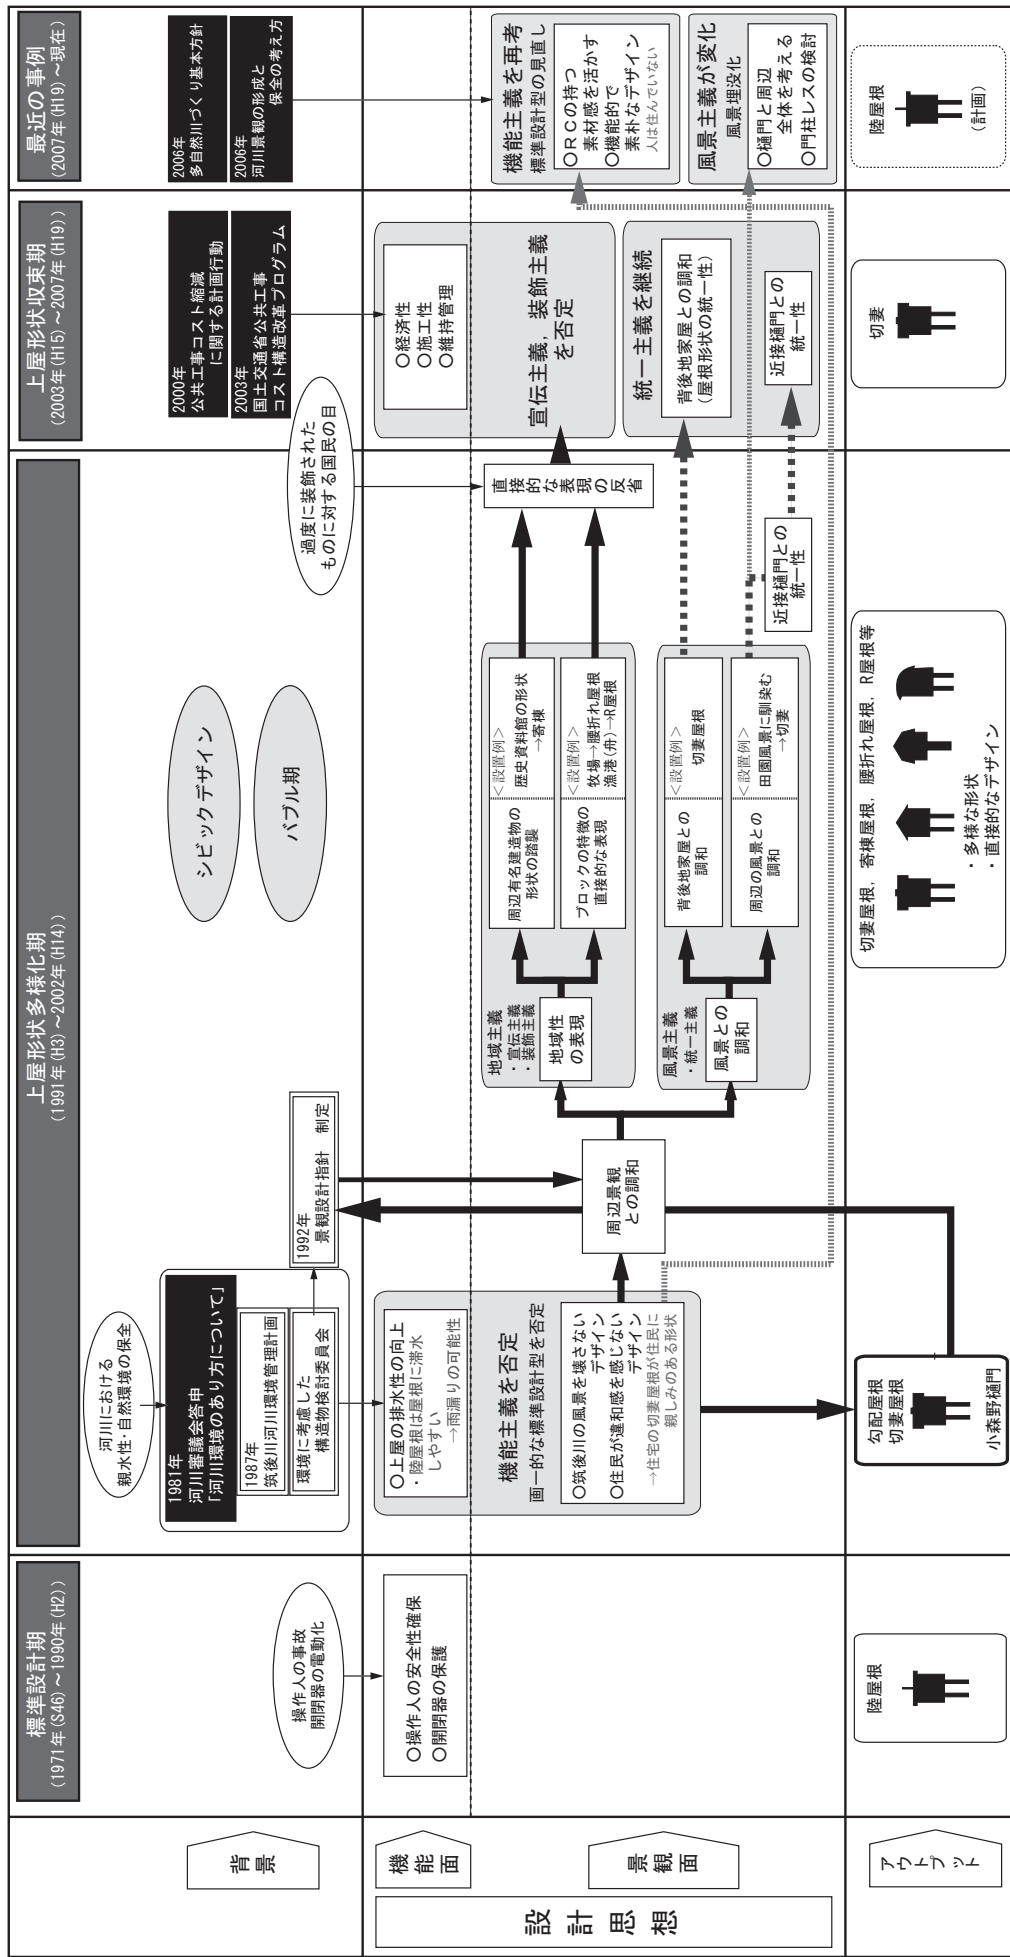 標準設計期
(1971年(S46)～1990年(H2))
上屋形状多様化期
(1991年(H3)～2002年(H14))
上屋形状収束期
(2003年(H15)～2007年(H19))
最近の事例
(2007年(H19)～現在)
背景
操作人の事故
開閉器の電動化
河川における
親水性・自然環境の保全
1981年
河川審議会答申
「河川環境のあり方について」
1987年
筑後川河川環境管理計画
環境に考慮した
構造物検討委員会
1992年
景観設計指針 制定
シビックデザイン
バブル期
過度に装飾された
ものに対する国民の目
2000年
公共工事コスト縮減
に関する計画行動
2003年
国土交通省公共工事
コスト構造改革プログラム
2006年
多自然川づくり基本方針
2006年
河川景観の形成と
保全の考え方
設計思想
機能面
○操作人の安全性確保
○開閉器の保護
○上屋の排水性の向上
・陸屋根は屋根に滞水
しやすい
→雨漏りの可能性
○経済性
○施工性
○維持管理
景観面
機能主義を否定
画一的な標準設計型を否定
○筑後川の風景を壊さない
デザイン
○住民が違和感を感じない
デザイン
→住宅の切妻屋根が住民に
親しみのある形状
周辺景観
との調和
地域主義
・宣伝主義
・装飾主義
地域性
の表現
周辺有名建造物の
形状の踏襲
＜設置例＞
歴史資料館の形状
→寄棟
ブロックの特徴の
直接的な表現
＜設置例＞
牧場→腰折れ屋根
漁港(舟)→R屋根
風景主義
・統一主義
風景との
調和
背後地家屋との
調和
＜設置例＞
切妻屋根
周辺の風景との
調和
＜設置例＞
田園風景に馴染む
→切妻
直接的な表現の反省
近接樋門との
統一性
宣伝主義，装飾主義
を否定
統一主義を継続
背後地家屋との調和
(屋根形状の統一性)
近接樋門との
統一性
機能主義を再考
標準設計型の見直し
○ＲＣの持つ
素材感を活かす
○機能的で
素朴なデザイン
人は住んでいない
風景主義が変化
風景埋没化
○樋門と周辺
全体を考える
○門柱レスの検討
アウトプット
陸屋根
勾配屋根
切妻屋根
小森野樋門
切妻屋根，寄棟屋根，腰折れ屋根，R屋根等
・多様な形状
・直接的なデザイン
切妻
陸屋根
(計画)